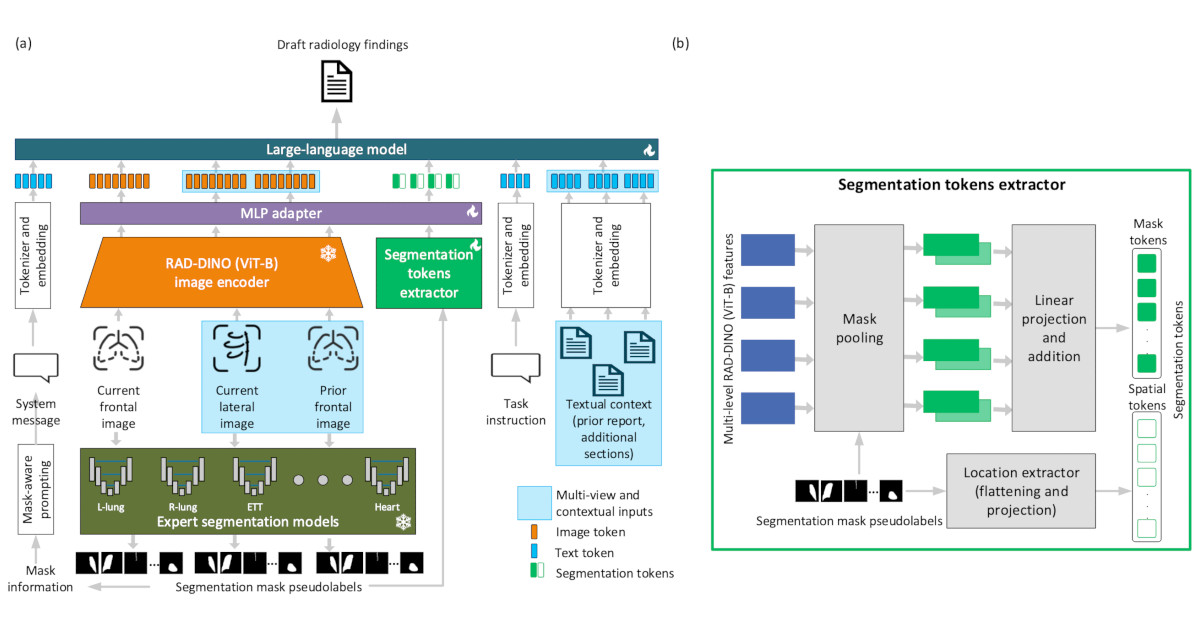 (a)
Draft radiology findings
Large-language model
MLP adapter
Tokenizer and
embedding
RAD-DINO (ViT-B)
image encoder
Segmentation
tokens
extractor
Tokenizer and
embedding
Tokenizer and
embedding
System
message
Current
frontal
image
Current
lateral
image
Prior
frontal
image
Task
instruction
Textual context
(prior report,
additional
sections)
Mask-aware
prompting
L-lung
R-lung
ETT
Heart
Expert segmentation models
Mask
information
Segmentation mask pseudolabels
Multi-view and
contextual inputs
Image token
Text token
Segmentation tokens
(b)
Segmentation tokens extractor
Multi-level RAD-DINO (ViT-B) features
Mask
pooling
Linear
projection
and
addition
Mask
tokens
Spatial
tokens
Segmentation tokens
Segmentation mask pseudolabels
Location extractor
(flattening and
projection)